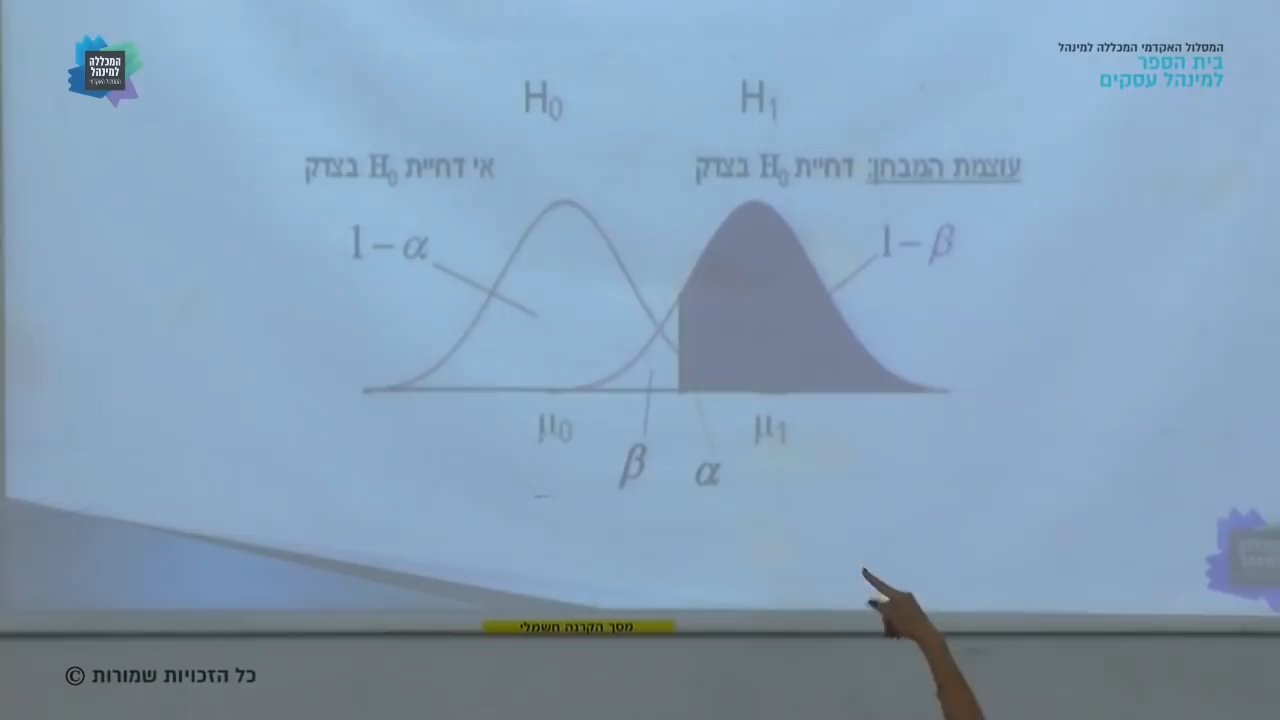 המכללה
למינהל
המסלול האקדמי המכללה למינהל
בית הספר
למינהל עסקים
H₀
H₁
אי דחיית H₀ בצדק
עוצמת המבחן: דחיית H₀ בצדק
1 – α
1 – β
μ₀
μ₁
β
α
מסך הקרנה חשמלי
כל הזכויות שמורות ©